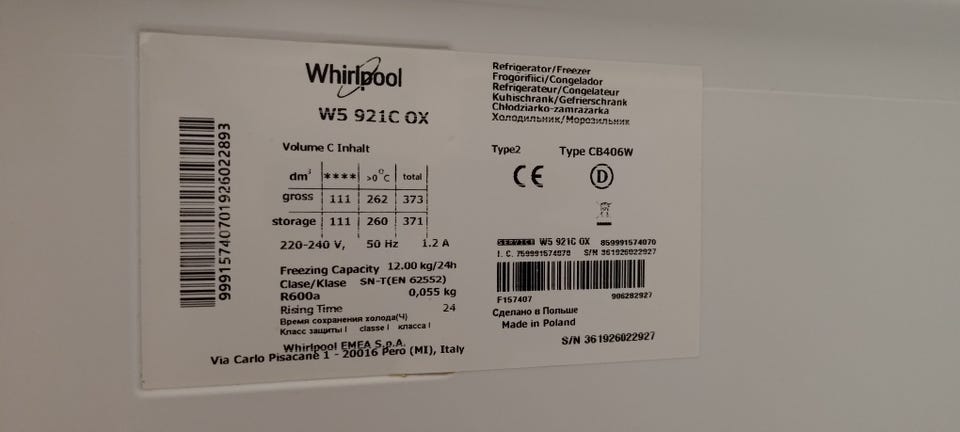 Whirlpool
W5 921C OX
Volume C Inhalt
dm³ **** >0°C total
gross 111 262 373
storage 111 260 371
220-240 V, 50 Hz 1.2 A
Freezing Capacity 12.00 kg/24h
Clase/Klase SN-T(EN 62552)
R600a 0,055 kg
Rising Time 24
Время сохранения холода(Ч)
Класс защиты I classe I класса I
Whirlpool EMEA S.p.A.
Via Carlo Pisacane 1 - 20016 Pero (MI), Italy
Refrigerator/Freezer
Frogorifiici/Congelador
Refrigerateur/Congelateur
Kuhischrank/Gefrierschrank
Chłodziarko-zamrażarka
Холодильник/Морозильник
Type2 Type CB406W
CE D
SERVICE W5 921C OX 859991574070
I.C. 759991574070 S/N 361926022927
F157407 906282927
Сделано в Польше
Made in Poland
S/N 361926022927
99915740701926022893